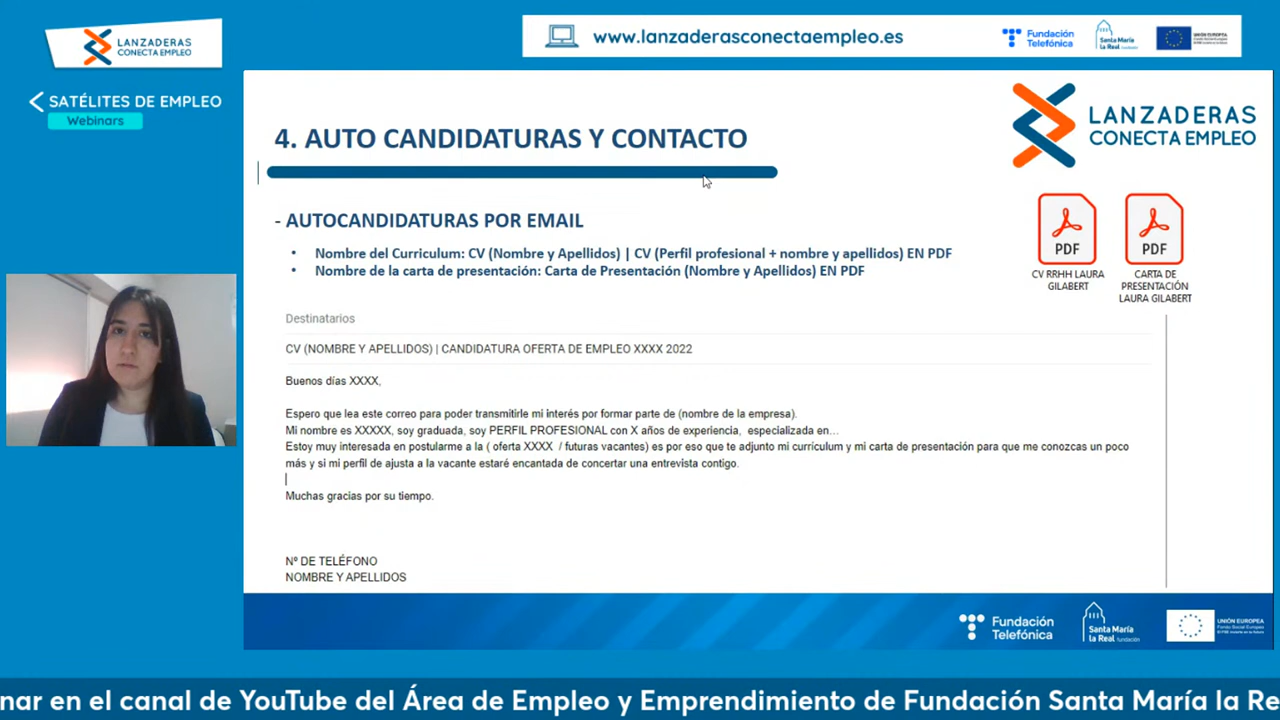 LANZADERAS
CONECTA EMPLEO
www.lanzaderasconectaempleo.es
Fundación
Telefónica
Santa María
la Real
UNIÓN EUROPEA
SATÉLITES DE EMPLEO
Webinars
4. AUTO CANDIDATURAS Y CONTACTO
LANZADERAS
CONECTA EMPLEO
- AUTOCANDIDATURAS POR EMAIL
• Nombre del Curriculum: CV (Nombre y Apellidos) | CV (Perfil profesional + nombre y apellidos) EN PDF
• Nombre de la carta de presentación: Carta de Presentación (Nombre y Apellidos) EN PDF
PDF
CV RRHH LAURA
GILABERT
PDF
CARTA DE
PRESENTACIÓN
LAURA GILABERT
Destinatarios
CV (NOMBRE Y APELLIDOS) | CANDIDATURA OFERTA DE EMPLEO XXXX 2022
Buenos días XXXX,
Espero que lea este correo para poder transmitirle mi interés por formar parte de (nombre de la empresa).
Mi nombre es XXXXX, soy graduada, soy PERFIL PROFESIONAL con X años de experiencia, especializada en...
Estoy muy interesada en postularme a la ( oferta XXXX / futuras vacantes) es por eso que te adjunto mi currículum y mi carta de presentación para que me conozcas un poco
más y si mi perfil de ajusta a la vacante estaré encantada de concertar una entrevista contigo.
Muchas gracias por su tiempo.
Nº DE TELÉFONO
NOMBRE Y APELLIDOS
Fundación
Telefónica
Santa María
la Real fundación
UNIÓN EUROPEA
Fondo Social Europeo
nar en el canal de YouTube del Área de Empleo y Emprendimiento de Fundación Santa María la Re